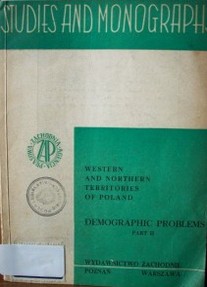 STUDIES AND MONOGRAPH
ZAP
WESTERN
AND NORTHERN
TERRITORIES
OF POLAND
DEMOGRAPHIC PROBLEMS
PART II
WYDAWNICTWO ZACHODNIE
POZNAŃ WARSZAWA